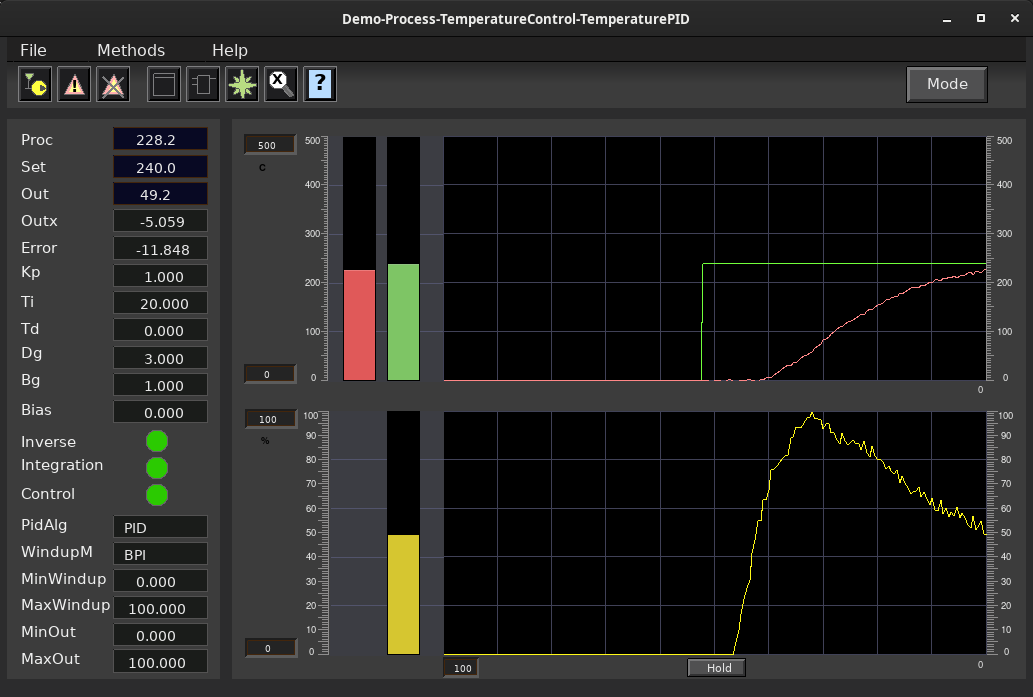 Demo-Process-TemperatureControl-TemperaturePID
File Methods Help
X ?
Mode
Proc 228.2
Set 240.0
Out 49.2
Outx -5.059
Error -11.848
Kp 1.000
Ti 20.000
Td 0.000
Dg 3.000
Bg 1.000
Bias 0.000
Inverse
Integration
Control
PidAlg PID
WindupM BPI
MinWindup 0.000
MaxWindup 100.000
MinOut 0.000
MaxOut 100.000
500 500 500
C
400 400
300 300
200 200
100 100
0 0 0
0
100 100 100
%
90 90
80 80
70 70
60 60
50 50
40 40
30 30
20 20
10 10
0 0 0
100 Hold 0